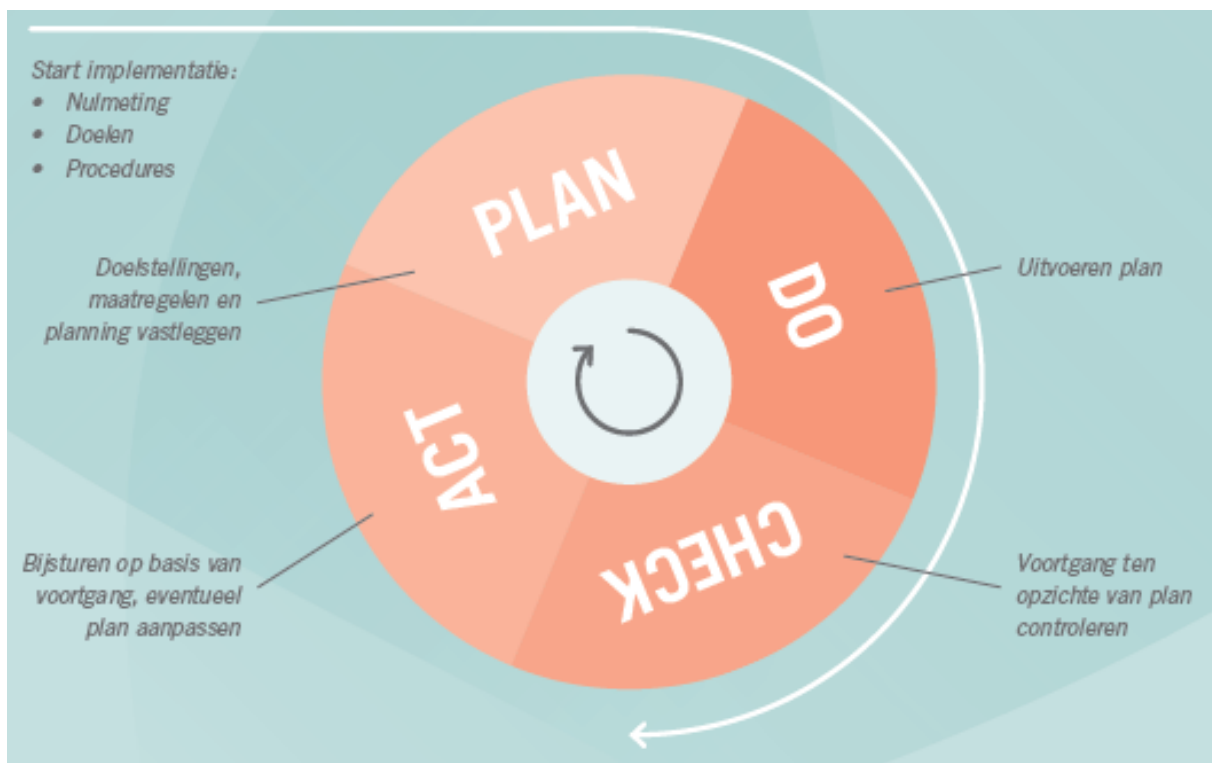 Start implementatie:
• Nulmeting
• Doelen
• Procedures
PLAN
Doelstellingen,
maatregelen en
planning vastleggen
DO
Uitvoeren plan
CHECK
Voortgang ten
opzichte van plan
controleren
ACT
Bijsturen op basis van
voortgang, eventueel
plan aanpassen